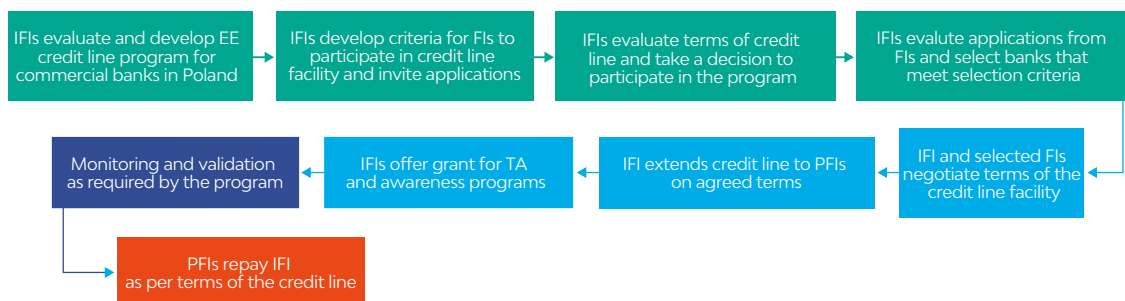 IFIs evaluate and develop EE
credit line program for
commercial banks in Poland
IFIs develop criteria for FIs to
participate in credit line
facility and invite applications
IFIs evaluate terms of credit
line and take a decision to
participate in the program
IFIs evalute applications from
FIs and select banks that
meet selection criteria
IFI and selected FIs
negotiate terms of the
credit line facility
IFI extends credit line to PFIs
on agreed terms
IFIs offer grant for TA
and awareness programs
Monitoring and validation
as required by the program
PFIs repay IFI
as per terms of the credit line